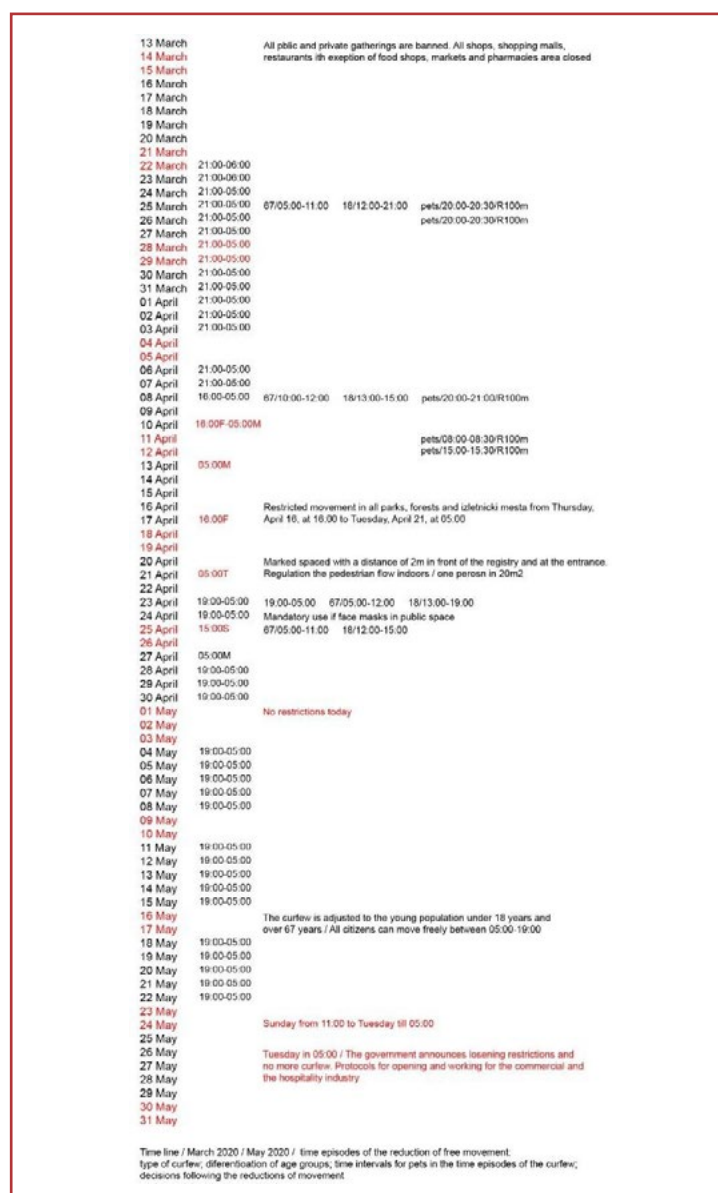 13 March All pblic and private gatherings are banned. All shops, shopping malls,
14 March restaurants ith exeption of food shops, markets and pharmacies area closed
15 March
16 March
17 March
18 March
19 March
20 March
21 March
22 March 21:00-06:00
23 March 21:00-06:00
24 March 21:00-05:00
25 March 21:00-05:00 67/05:00-11:00 18/12:00-21:00 pets/20:00-20:30/R100m
26 March 21:00-05:00 pets/20:00-20:30/R100m
27 March 21:00-05:00
28 March 21:00-05:00
29 March 21:00-05:00
30 March 21:00-05:00
31 March 21:00-05:00
01 April 21:00-05:00
02 April 21:00-05:00
03 April 21:00-05:00
04 April
05 April
06 April 21:00-05:00
07 April 21:00-05:00
08 April 16:00-05:00 67/10:00-12:00 18/13:00-15:00 pets/20:00-21:00/R100m
09 April
10 April 16:00F-05:00M
11 April pets/08:00-08:30/R100m
12 April pets/15:00-15:30/R100m
13 April 05:00M
14 April
15 April
16 April Restricted movement in all parks, forests and izletnicki mesta from Thursday,
17 April 16:00F April 16, at 16:00 to Tuesday, April 21, at 05:00
18 April
19 April
20 April Marked spaced with a distance of 2m in front of the registry and at the entrance.
21 April 05:00T Regulation the pedestrian flow indoors / one perosn in 20m2
22 April
23 April 19:00-05:00 19:00-05:00 67/05:00-12:00 18/13:00-19:00
24 April 19:00-05:00 Mandatory use if face masks in public space
25 April 15:00S 67/05:00-11:00 18/12:00-15:00
26 April
27 April 05:00M
28 April 19:00-05:00
29 April 19:00-05:00
30 April 19:00-05:00
01 May No restrictions today
02 May
03 May
04 May 19:00-05:00
05 May 19:00-05:00
06 May 19:00-05:00
07 May 19:00-05:00
08 May 19:00-05:00
09 May
10 May
11 May 19:00-05:00
12 May 19:00-05:00
13 May 19:00-05:00
14 May 19:00-05:00
15 May 19:00-05:00
16 May The curfew is adjusted to the young population under 18 years and
17 May over 67 years / All citizens can move freely between 05:00-19:00
18 May 19:00-05:00
19 May 19:00-05:00
20 May 19:00-05:00
21 May 19:00-05:00
22 May 19:00-05:00
23 May
24 May Sunday from 11:00 to Tuesday till 05:00
25 May
26 May Tuesday in 05:00 / The government announces losening restrictions and
27 May no more curfew. Protocols for opening and working for the commercial and
28 May the hospitality industry
29 May
30 May
31 May
Time line / March 2020 / May 2020 / time episodes of the reduction of free movement:
type of curfew; diferentioation of age groups; time intervals for pets in the time episodes of the curfew;
decisions following the reductions of movement